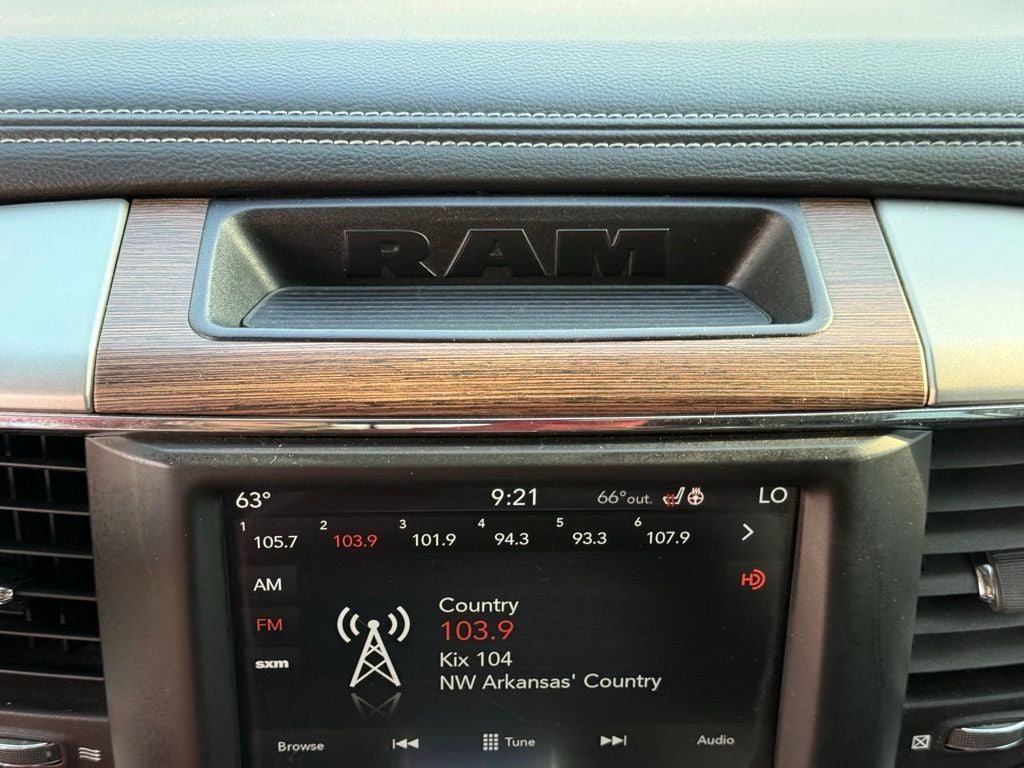 RAM
63° 9:21 66°out. LO
1 105.7 2 103.9 3 101.9 4 94.3 5 93.3 6 107.9
AM HD
Country
103.9
FM
Kix 104
sxm
NW Arkansas' Country
Browse Tune Audio